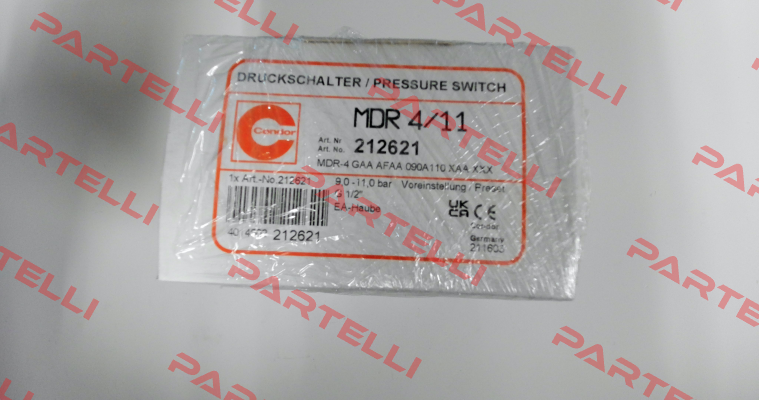 DRUCKSCHALTER / PRESSURE SWITCH
Condor
MDR 4/11
Art. Nr
Art. No. 212621
MDR-4 GAA AFAA 090A110 XAA XXX
1x Art.-No.212621
9,0 -11,0 bar Voreinstellung / Preset
G 1/2"
EA-Haube
UK
CA CE
Condor
Germany
212621
PARTELLI
PARTELLI
PARTELLI
PARTELLI
PARTELLI
PARTELLI
PARTELLI
PARTELLI